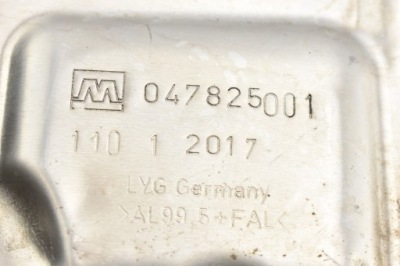 M 047825001
110 1 2017
LYG Germany
>AL99,5+FAL<